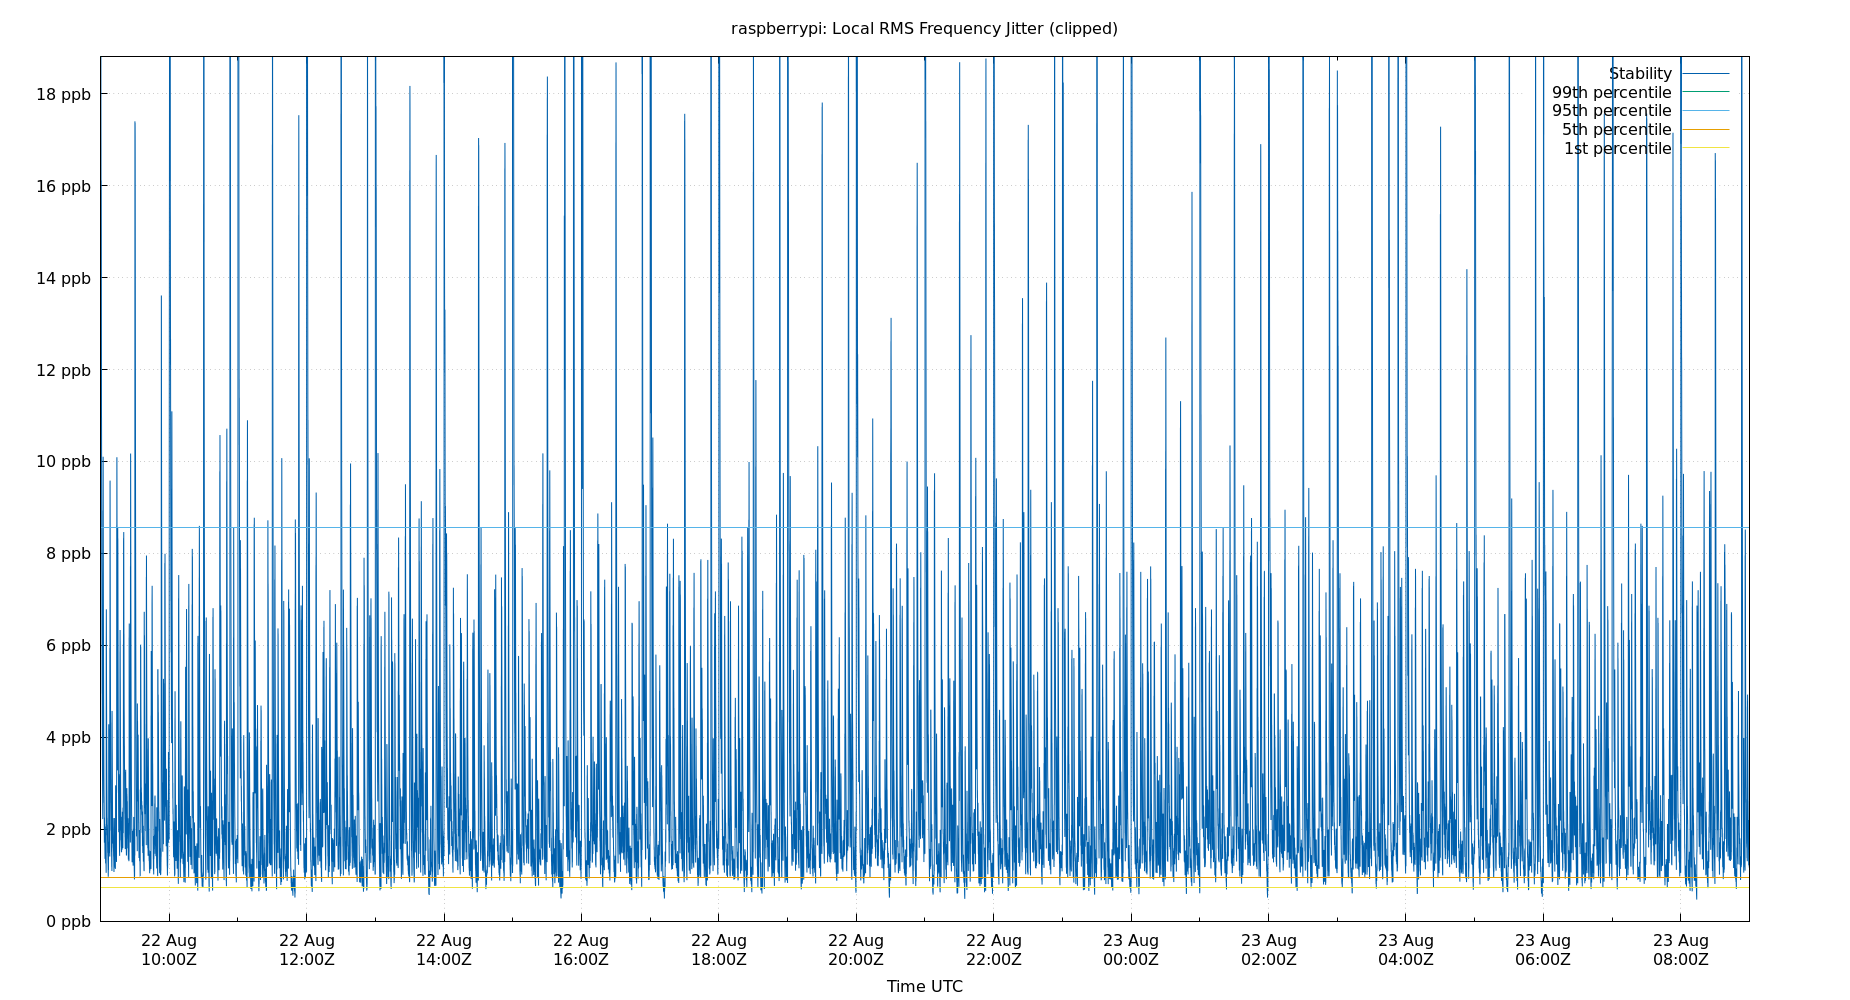 raspberrypi: Local RMS Frequency Jitter (clipped)
Stability
99th percentile
95th percentile
5th percentile
1st percentile
18 ppb
16 ppb
14 ppb
12 ppb
10 ppb
8 ppb
6 ppb
4 ppb
2 ppb
0 ppb
22 Aug 22 Aug 22 Aug 22 Aug 22 Aug 22 Aug 22 Aug 23 Aug 23 Aug 23 Aug 23 Aug 23 Aug
10:00Z 12:00Z 14:00Z 16:00Z 18:00Z 20:00Z 22:00Z 00:00Z 02:00Z 04:00Z 06:00Z 08:00Z
Time UTC